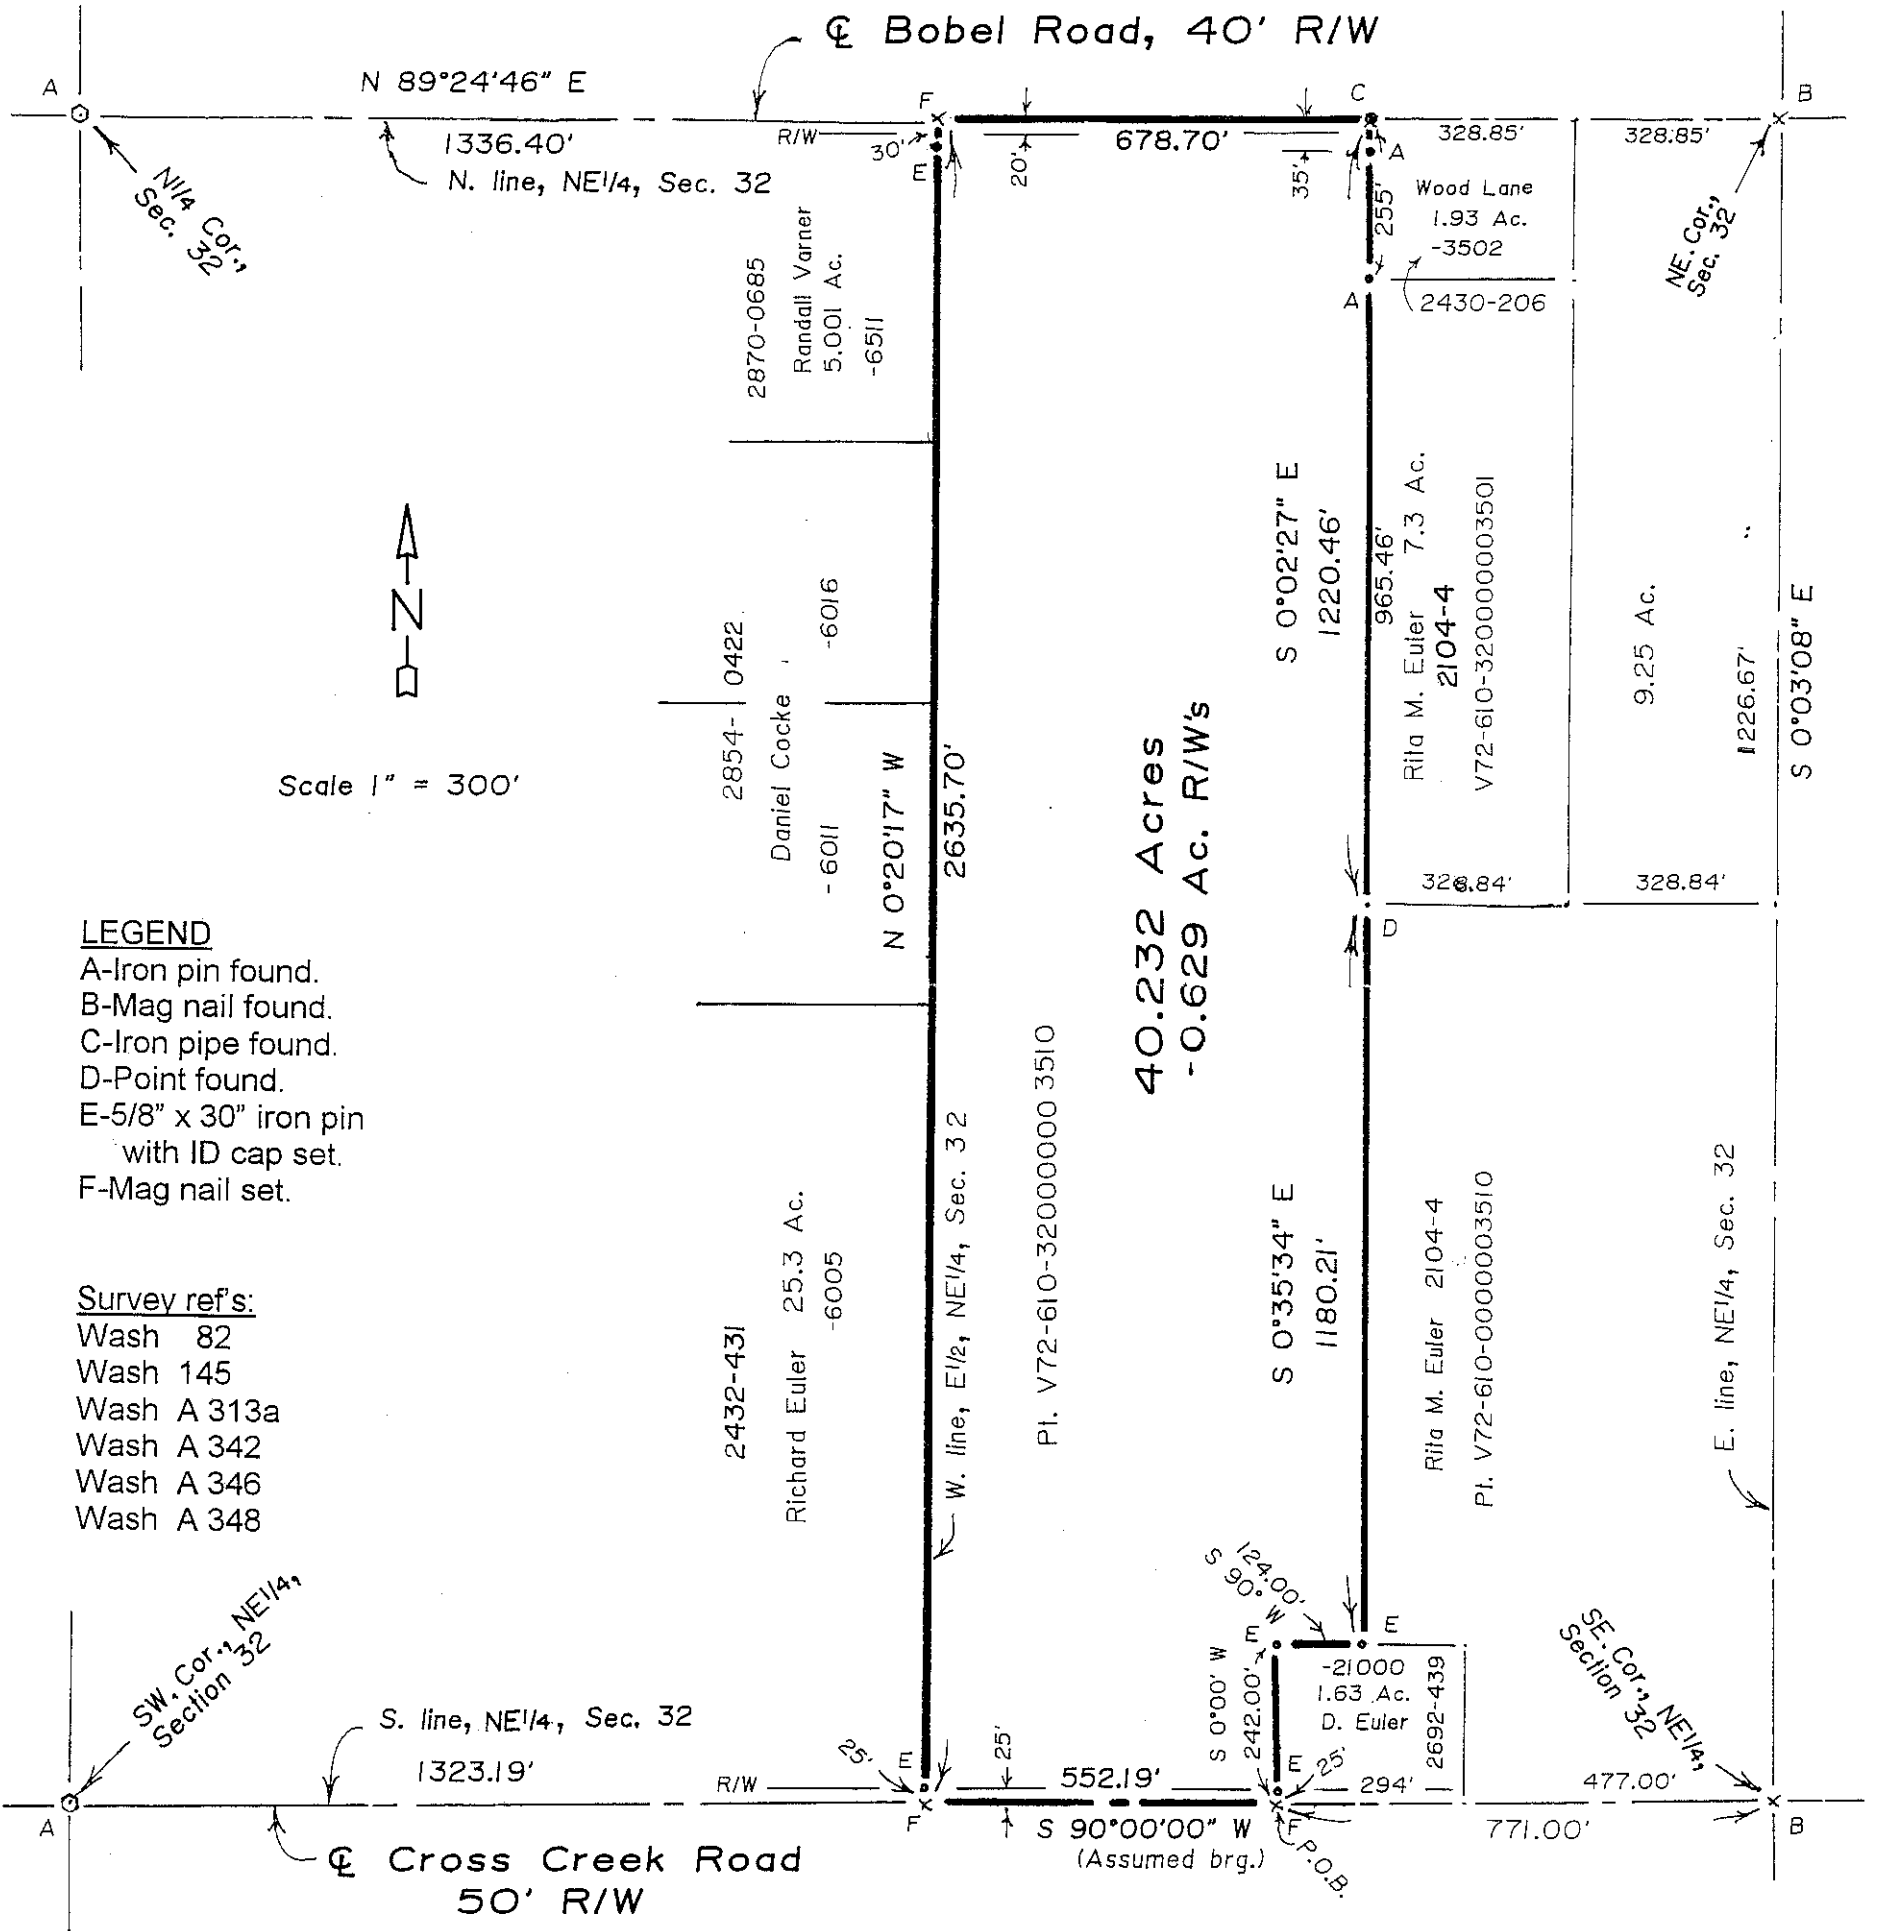 ℄ Bobel Road, 40' R/W
A
N 89°24'46" E
1336.40'
N. line, NE1/4, Sec. 32
N1/4 Cor.,
Sec. 32
R/W
F
30'
E
678.70'
20'
35'
C
A
255'
A
328.85'
328.85'
B
Wood Lane
1.93 Ac.
-3502
2430-206
NE. Cor.,
Sec. 32
2870-0685
Randall Varner
5.001 Ac.
-6511
N
Scale 1" = 300'
2854-0422
Daniel Cocke
-6016
-6011
N 0°20'17" W
2635.70'
S 0°02'27" E
1220.46'
965.46'
Rita M. Euler 7.3 Ac.
2104-4
V72-610-320000003501
9.25 Ac.
1226.67'
S 0°03'08" E
328.84'
328.84'
D
40.232 Acres
-0.629 Ac. R/W's
LEGEND
A-Iron pin found.
B-Mag nail found.
C-Iron pipe found.
D-Point found.
E-5/8" x 30" iron pin
with ID cap set.
F-Mag nail set.
Survey ref's:
Wash 82
Wash 145
Wash A 313a
Wash A 342
Wash A 346
Wash A 348
2432-431
Richard Euler 25.3 Ac.
-6005
W. line, E1/2, NE1/4, Sec. 32
Pt. V72-610-32000000 3510
S 0°35'34" E
1180.21'
Rita M. Euler 2104-4
Pt. V72-610-0000003510
E. line, NE1/4, Sec. 32
124.00'
S 90° W
E
E
S 0°00' W
242.00'
-21000
1.63 Ac.
D. Euler
2692-439
SE. Cor., NE1/4,
Section 32
SW. Cor., NE1/4,
Section 32
S. line, NE1/4, Sec. 32
1323.19'
R/W
25'
E
25'
552.19'
E
25'
294'
477.00'
A
F
S 90°00'00" W
(Assumed brg.)
F
P.O.B.
771.00'
B
℄ Cross Creek Road
50' R/W